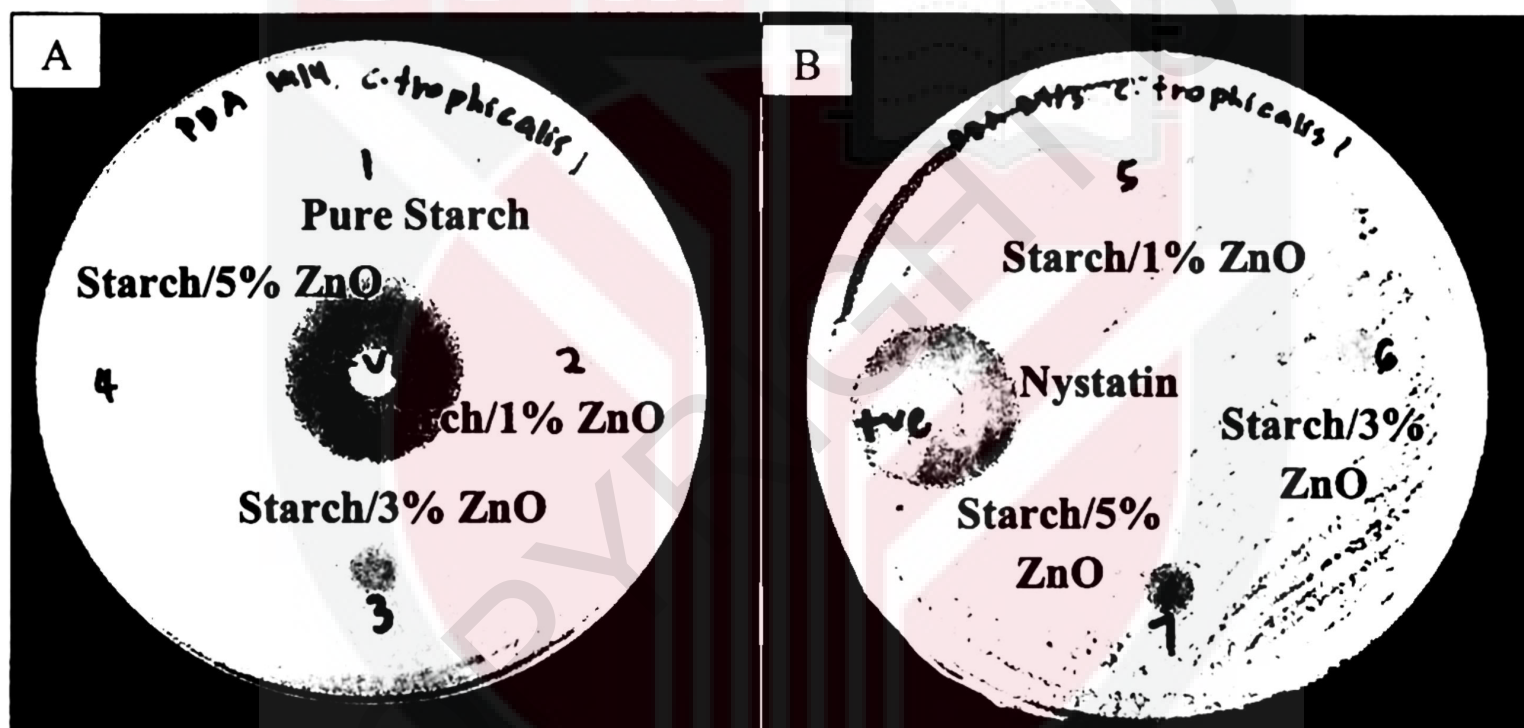 A
PDA c.trophicalis 1
1
Pure Starch
Starch/5% ZnO
4
v
2
ch/1% ZnO
Starch/3% ZnO
3
B
c.trophicalis 1
5
Starch/1% ZnO
6
+ve
Nystatin
Starch/3%
ZnO
Starch/5%
ZnO
7